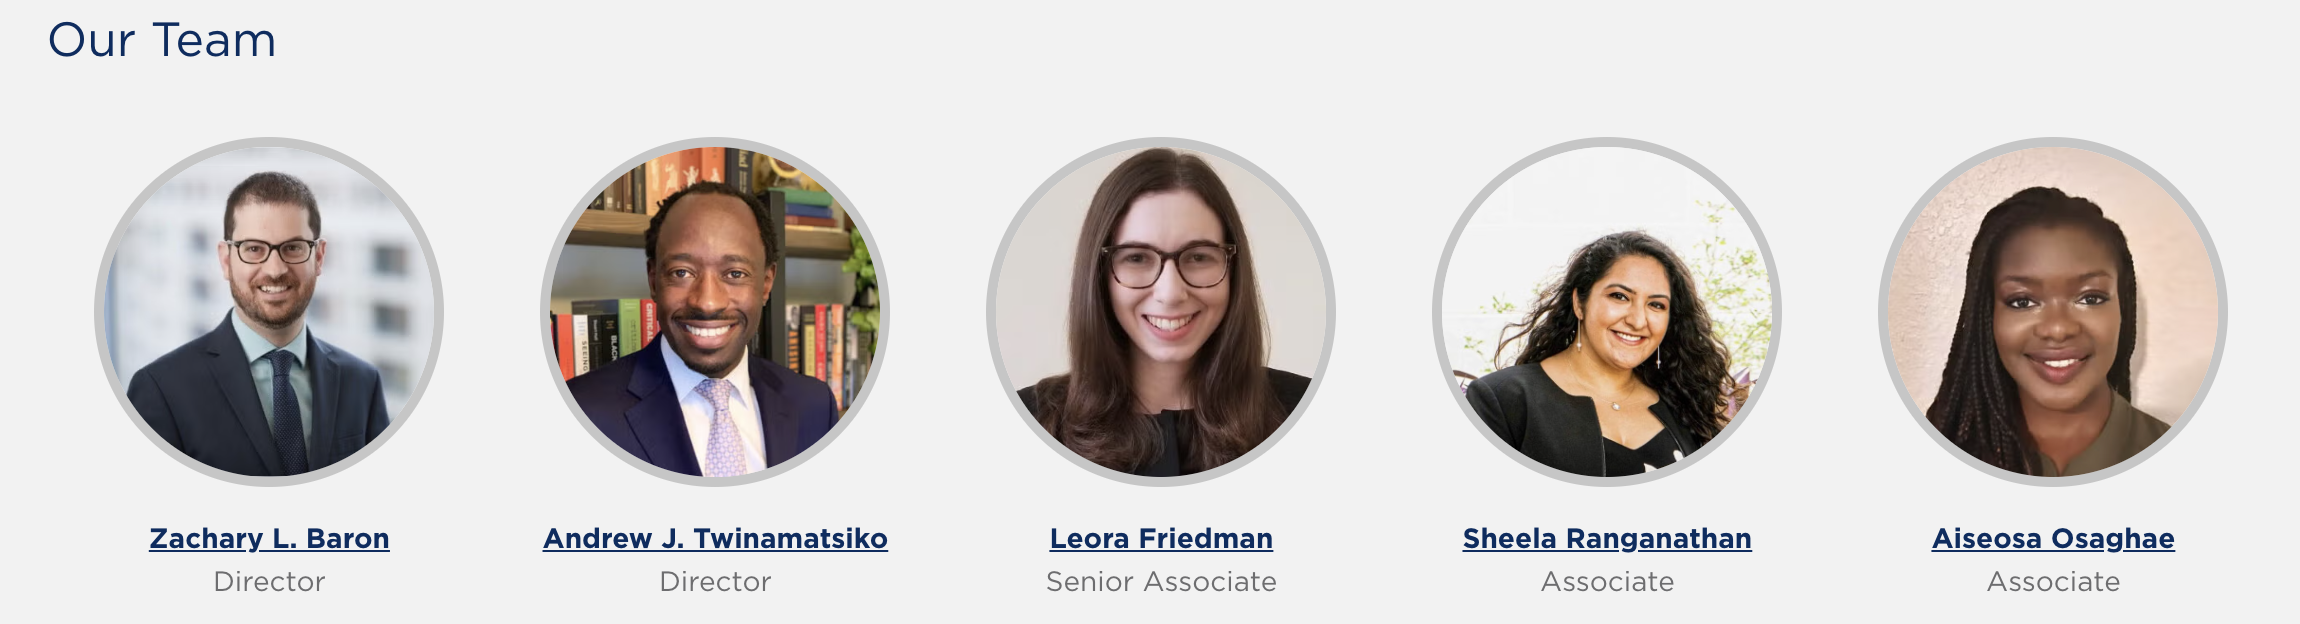 Our Team
Zachary L. Baron
Director
Andrew J. Twinamatsiko
Director
Leora Friedman
Senior Associate
Sheela Ranganathan
Associate
Aiseosa Osaghae
Associate